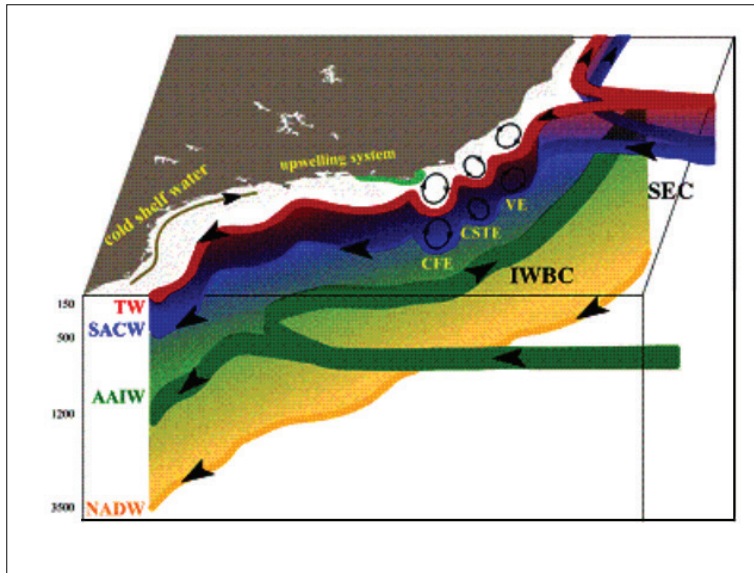 upwelling system
cold shelf water
VE
CSTE
CFE
SEC
IWBC
150
TW
500
SACW
AAIW
1200
3500
NADW